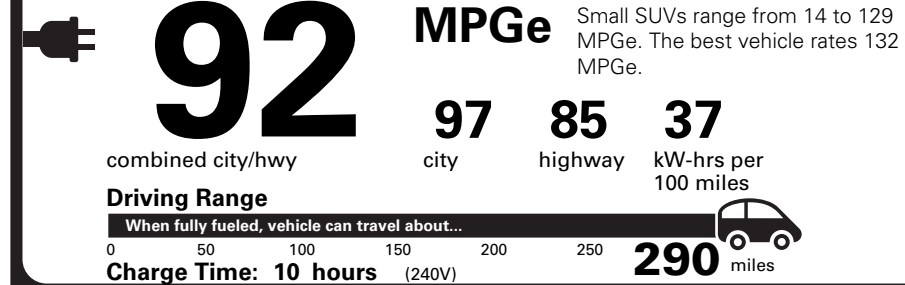 92
MPGe
Small SUVs range from 14 to 129
MPGe. The best vehicle rates 132
MPGe.
combined city/hwy
97
city
85
highway
37
kW-hrs per
100 miles
Driving Range
When fully fueled, vehicle can travel about...
0 50 100 150 200 250 290 miles
Charge Time: 10 hours (240V)